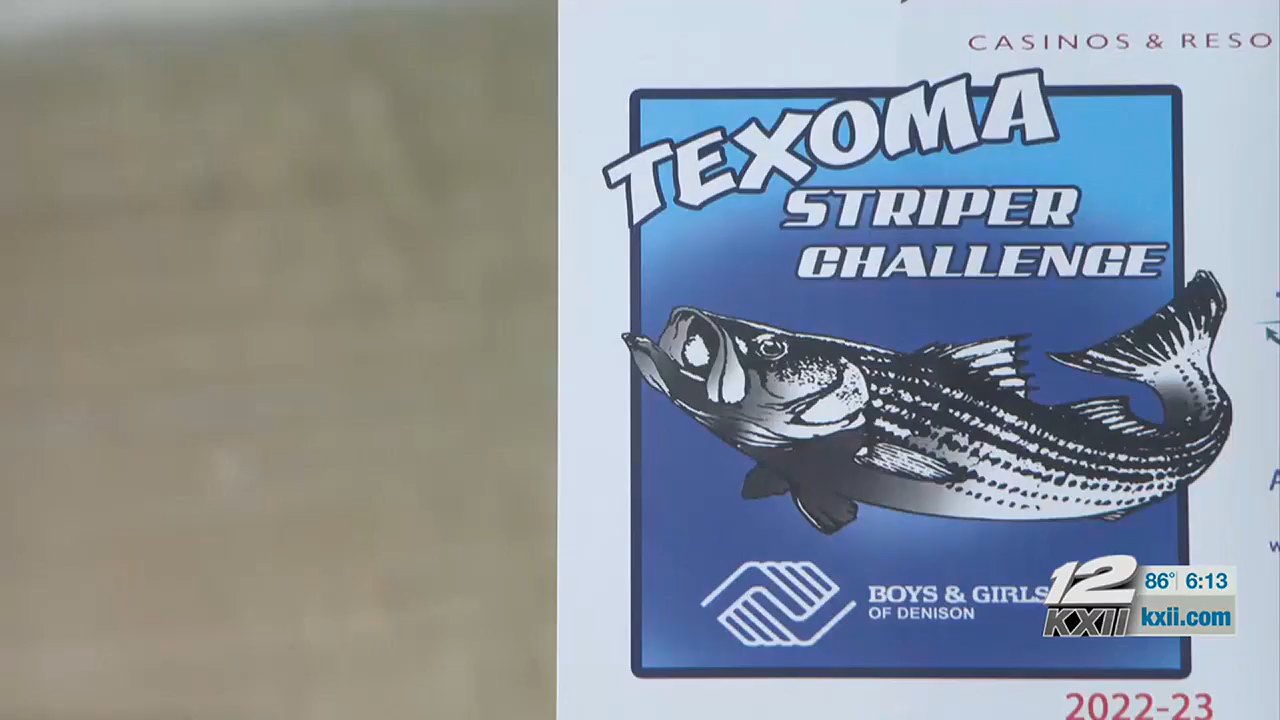 CASINOS & RESO
TEXOMA
STRIPER
CHALLENGE
BOYS & GIRLS
OF DENISON
12
KXII
86° 6:13
kxii.com
2022-23